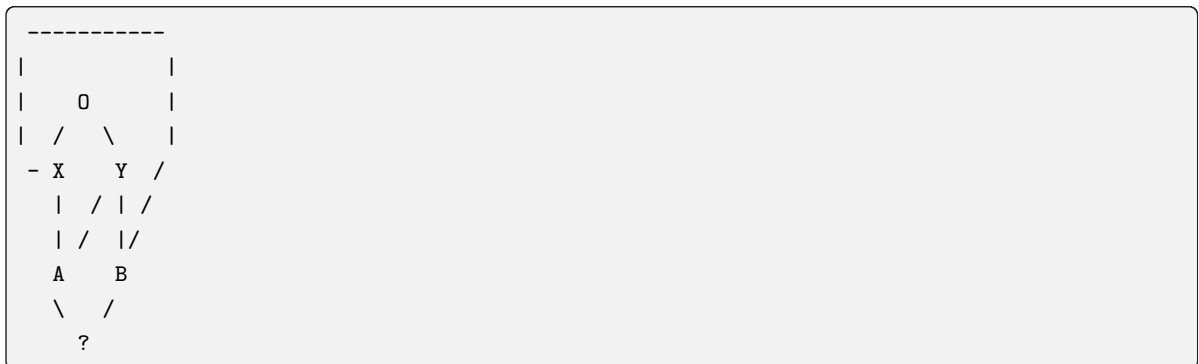 -----------
|           |
|    O      |
|  /   \    |
- X    Y  /
|  / | /
| /  |/
A    B
\   /
?